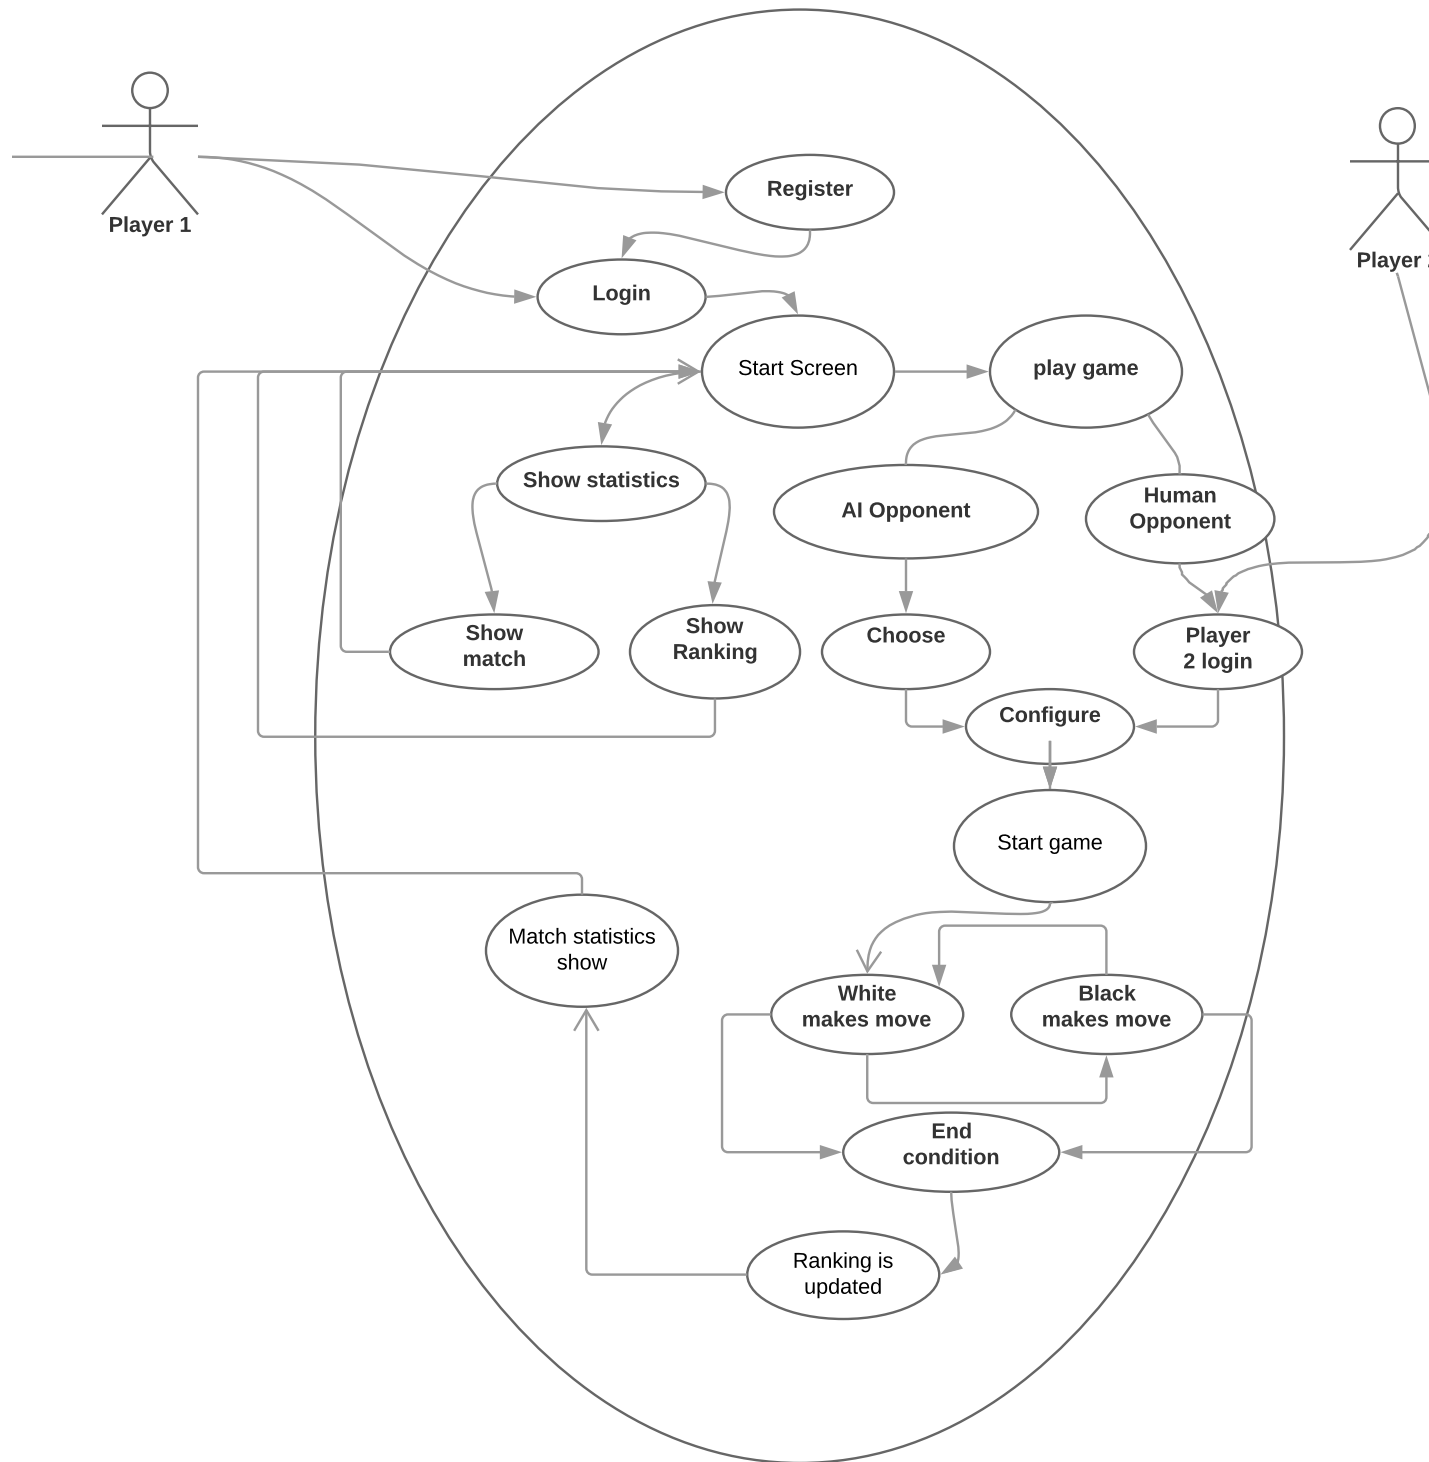 Player 1
Player
Register
Login
Start Screen
play game
Show statistics
AI Opponent
Human
Opponent
Show
match
Show
Ranking
Choose
Player
2 login
Configure
Start game
Match statistics
show
White
makes move
Black
makes move
End
condition
Ranking is
updated